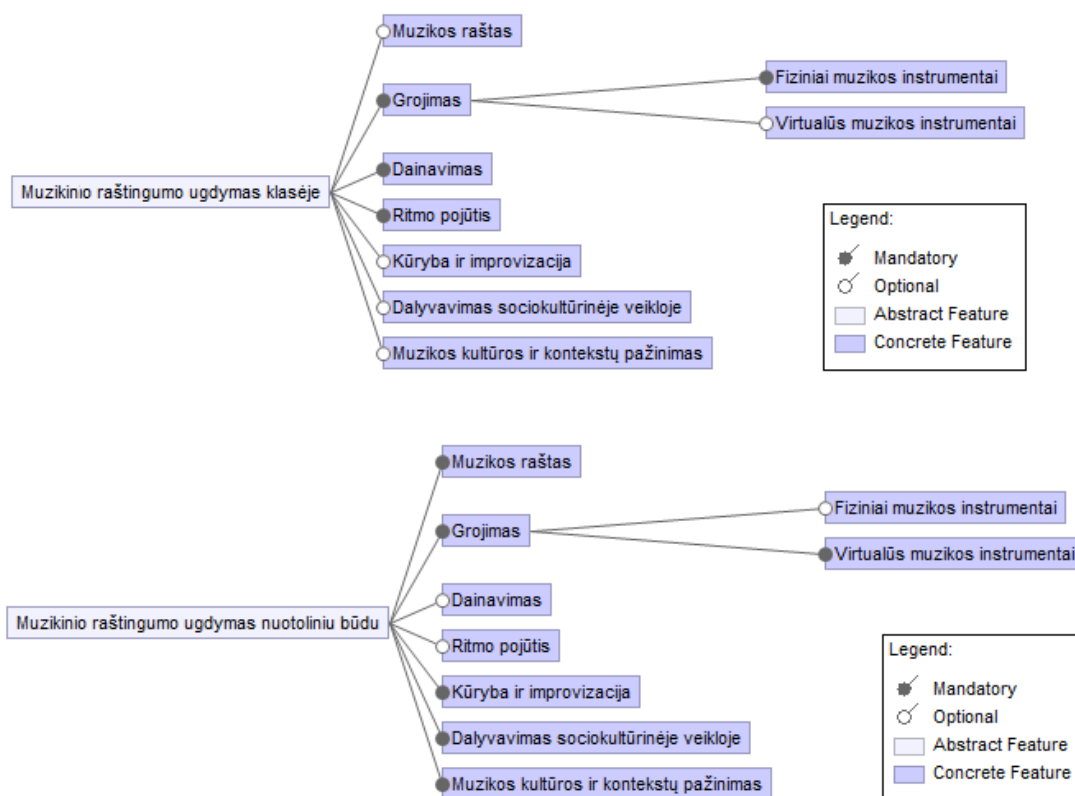 Muzikos raštas
Grojimas
Fiziniai muzikos instrumentai
Virtualūs muzikos instrumentai
Dainavimas
Muzikinio raštingumo ugdymas klasėje
Ritmo pojūtis
Kūryba ir improvizacija
Dalyvavimas sociokultūrinėje veikloje
Muzikos kultūros ir kontekstų pažinimas
Legend:
Mandatory
Optional
Abstract Feature
Concrete Feature
Muzikos raštas
Grojimas
Fiziniai muzikos instrumentai
Virtualūs muzikos instrumentai
Dainavimas
Muzikinio raštingumo ugdymas nuotoliniu būdu
Ritmo pojūtis
Kūryba ir improvizacija
Dalyvavimas sociokultūrinėje veikloje
Muzikos kultūros ir kontekstų pažinimas
Legend:
Mandatory
Optional
Abstract Feature
Concrete Feature